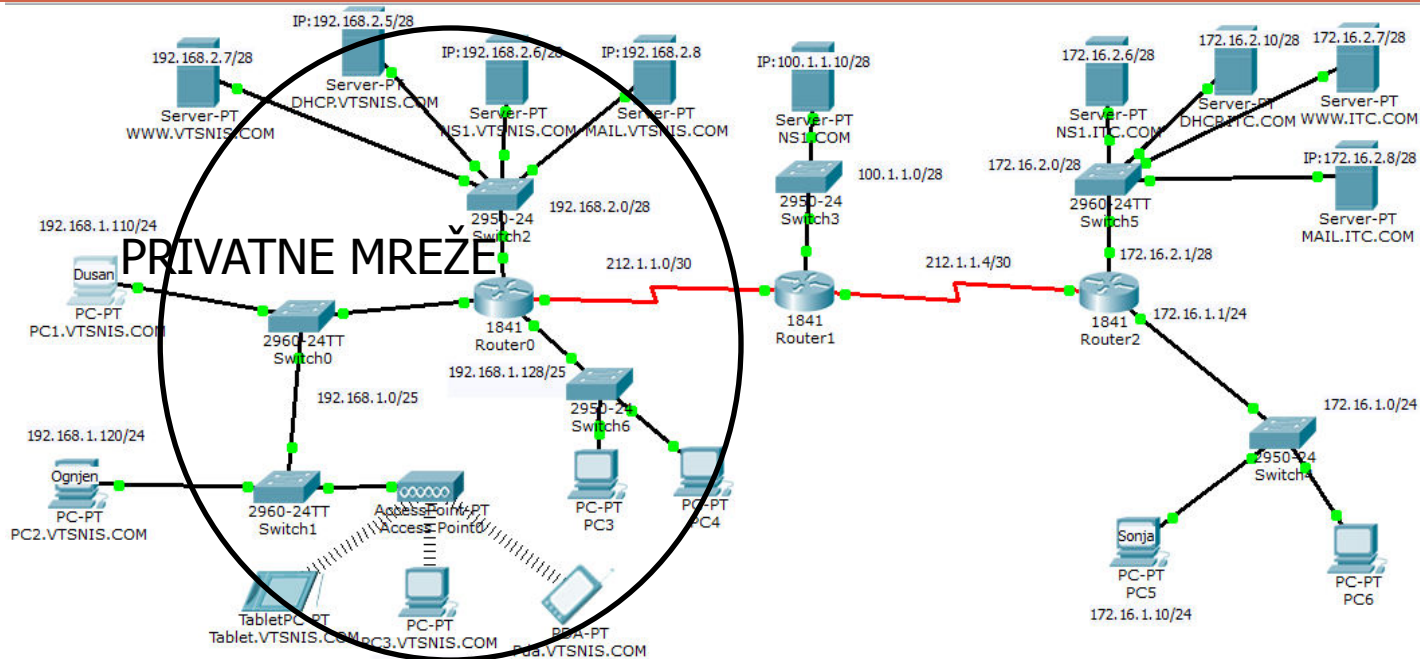 IP:192.168.2.5/28
192.168.2.7/28
IP:192.168.2.6/28
IP:192.168.2.8
Server-PT
WWW.VTSNIS.COM
Server-PT
DHCP.VTSNIS.COM
Server-PT
NS1.VTSNIS.COM
Server-PT
MAIL.VTSNIS.COM
IP:100.1.1.10/28
Server-PT
NS1.COM
172.16.2.6/28
172.16.2.10/28
172.16.2.7/28
Server-PT
NS1.ITC.COM
Server-PT
DHCP.ITC.COM
Server-PT
WWW.ITC.COM
IP:172.16.2.8/28
Server-PT
MAIL.ITC.COM
2950-24
Switch2
192.168.2.0/28
2950-24
Switch3
100.1.1.0/28
172.16.2.0/28
2960-24TT
Switch5
172.16.2.1/28
192.168.1.110/24
PRIVATNE MREŽE
Dusan
PC-PT
PC1.VTSNIS.COM
2960-24TT
Switch0
1841
Router0
212.1.1.0/30
1841
Router1
212.1.1.4/30
1841
Router2
172.16.1.1/24
192.168.1.128/25
192.168.1.0/25
2950-24
Switch6
172.16.1.0/24
2950-24
Switch4
192.168.1.120/24
Ognjen
PC-PT
PC2.VTSNIS.COM
2960-24TT
Switch1
AccessPoint-PT
Access Point0
PC-PT
PC3
PC-PT
PC4
Sonja
PC-PT
PC5
172.16.1.10/24
PC-PT
PC6
TabletPC-PT
Tablet.VTSNIS.COM
PC-PT
PC3.VTSNIS.COM
PDA-PT
Pda.VTSNIS.COM